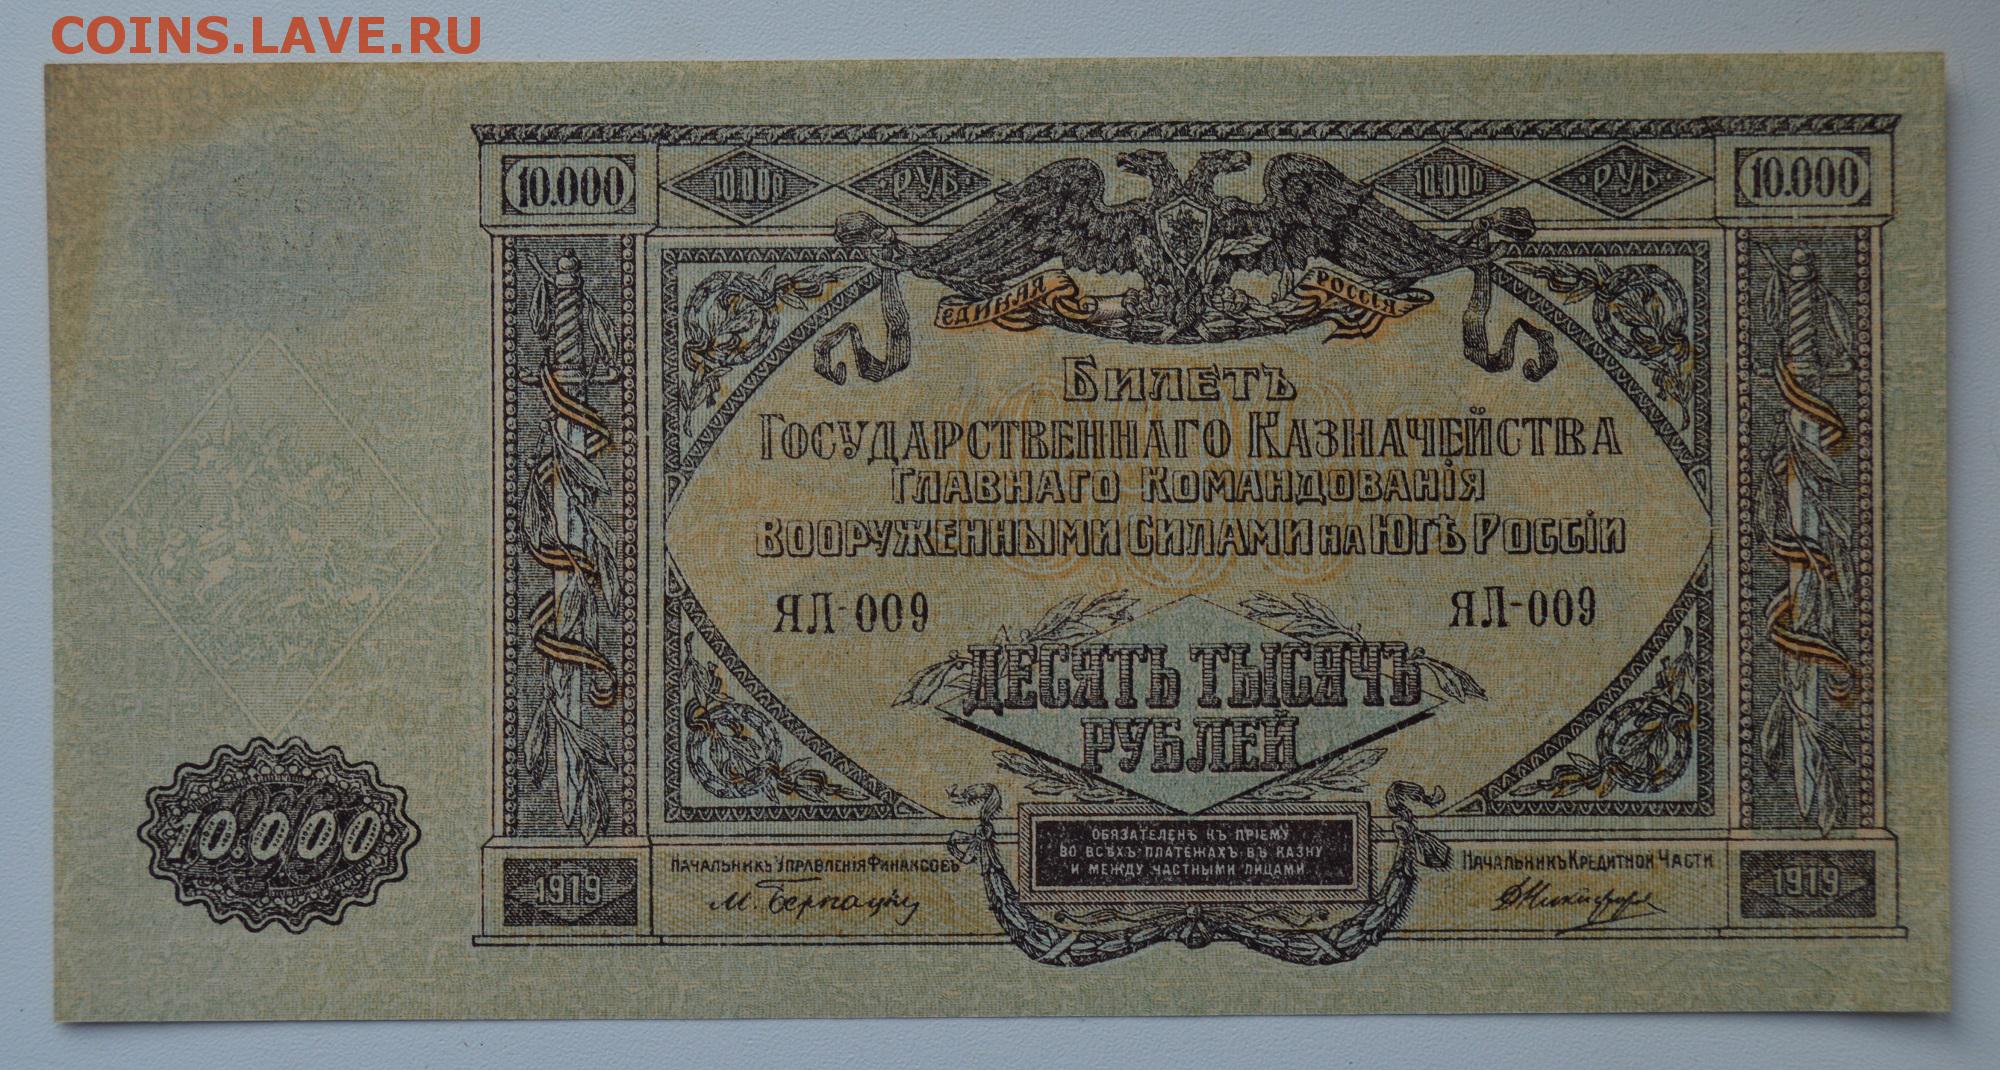 COINS.LAVE.RU
10.000 10.000 ·РУБ· 10.000 ·РУБ· 10.000
ЕДИНАЯ РОССІЯ
БИЛЕТЪ
ГОСУДАРСТВЕННАГО КАЗНАЧЕЙСТВА
ГЛАВНАГО КОМАНДОВАНІЯ
ВООРУЖЕННЫМИ СИЛАМИ НА ЮГѢ РОССІИ
ЯЛ-009 ЯЛ-009
ДЕСЯТЬ ТЫСЯЧЪ
РУБЛЕЙ
10.000
ОБЯЗАТЕЛЕНЪ КЪ ПРІЕМУ
ВО ВСѢХЪ ПЛАТЕЖАХЪ ВЪ КАЗНУ
И МЕЖДУ ЧАСТНЫМИ ЛИЦАМИ
НАЧАЛЬНИКЪ УПРАВЛЕНІЯ ФИНАНСОВЪ НАЧАЛЬНИКЪ КРЕДИТНОЙ ЧАСТИ
1919 1919